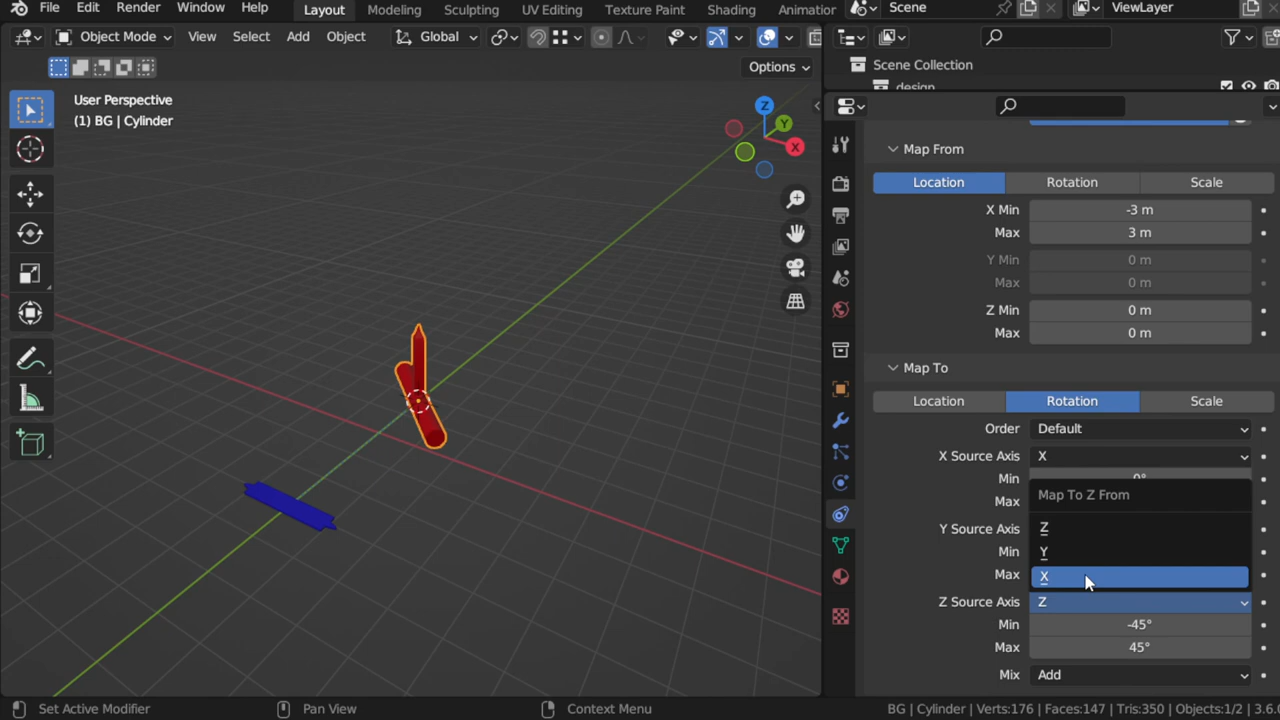 File Edit Render Window Help Layout Modeling Sculpting UV Editing Texture Paint Shading Animation Scene ViewLayer
Object Mode View Select Add Object Global
Options
User Perspective
(1) BG | Cylinder
Z
Y
X
Scene Collection
design
Map From
Location Rotation Scale
X Min -3 m
Max 3 m
Y Min 0 m
Max 0 m
Z Min 0 m
Max 0 m
Map To
Location Rotation Scale
Order Default
X Source Axis X
Min 0°
Max
Map To Z From
Z
Y Source Axis
Min Y
Max X
Z Source Axis Z
Min -45°
Max 45°
Mix Add
Set Active Modifier Pan View Context Menu BG | Cylinder | Verts:176 | Faces:147 | Tris:350 | Objects:1/2 | 3.6.